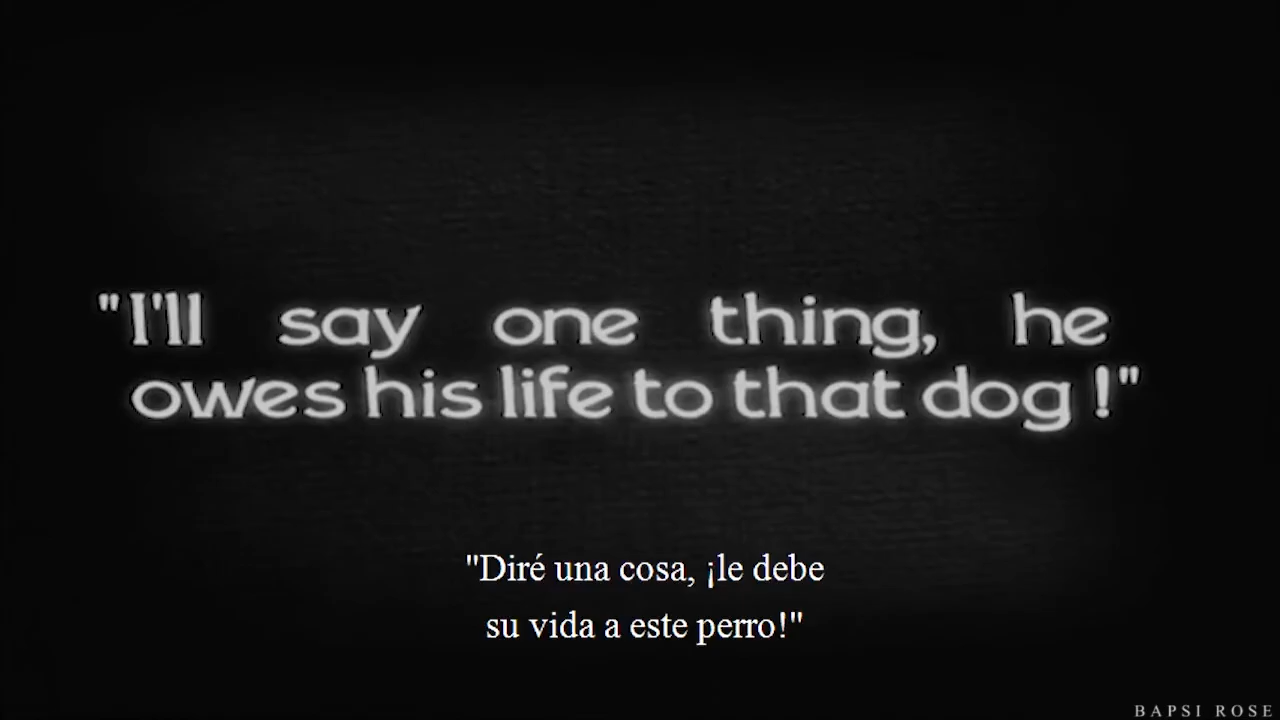 "I'll say one thing, he
owes his life to that dog !"
"Diré una cosa, ¡le debe
su vida a este perro!"
BAPSI ROSE